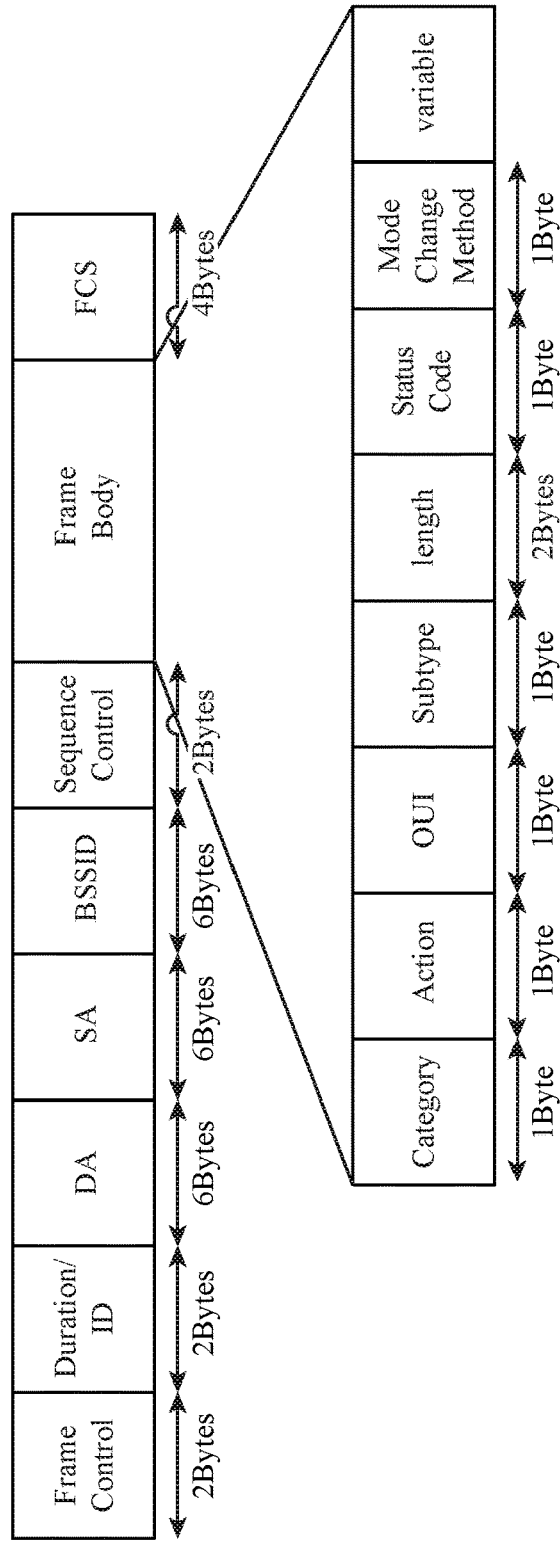 Frame
Control
Duration/
ID
DA
SA
BSSID
Sequence
Control
Frame
Body
FCS
2Bytes
2Bytes
6Bytes
6Bytes
6Bytes
2Bytes
4Bytes
Category
Action
OUI
Subtype
length
Status
Code
Mode
Change
Method
variable
1Byte
1Byte
1Byte
1Byte
2Bytes
1Byte
1Byte